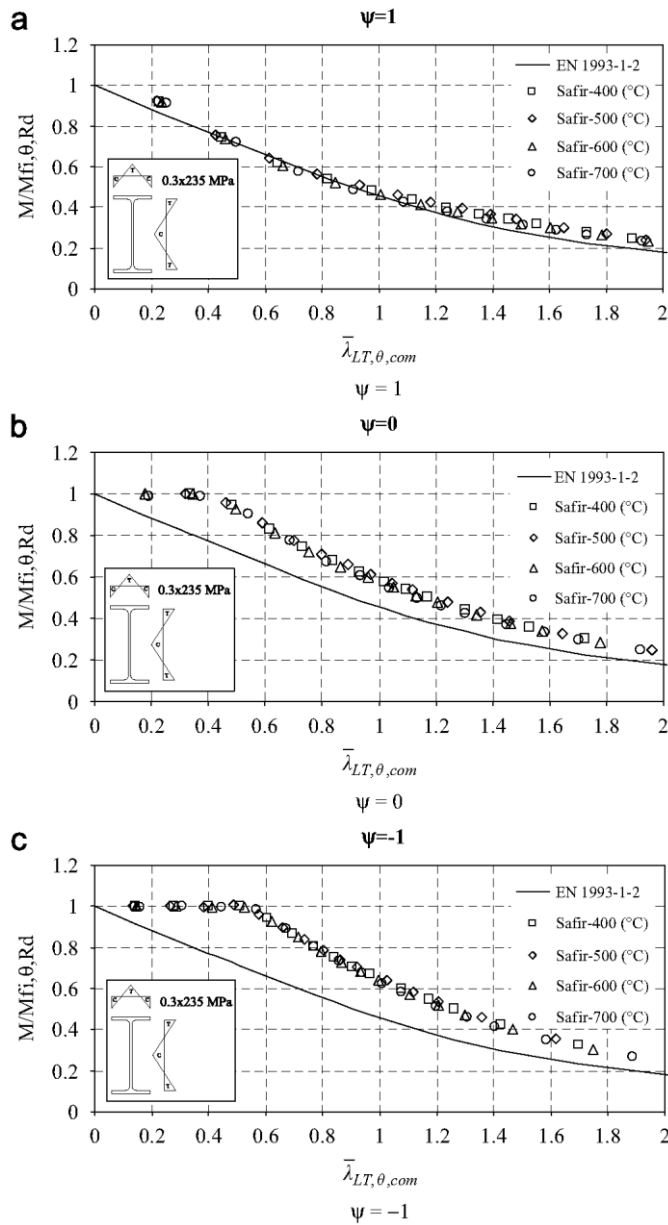 a
ψ=1
1.2
1
0.8
0.6
0.4
0.2
0
M/Mfi,θ,Rd
EN 1993-1-2
Safir-400 (°C)
Safir-500 (°C)
Safir-600 (°C)
Safir-700 (°C)
T
C C
0.3x235 MPa
T
C
T
0 0.2 0.4 0.6 0.8 1 1.2 1.4 1.6 1.8 2
λ̅LT,θ,com
ψ = 1
b
ψ=0
1.2
1
0.8
0.6
0.4
0.2
0
M/Mfi,θ,Rd
EN 1993-1-2
Safir-400 (°C)
Safir-500 (°C)
Safir-600 (°C)
Safir-700 (°C)
T
C C
0.3x235 MPa
T
C
T
0 0.2 0.4 0.6 0.8 1 1.2 1.4 1.6 1.8 2
λ̅LT,θ,com
ψ = 0
c
ψ=-1
1.2
1
0.8
0.6
0.4
0.2
0
M/Mfi,θ,Rd
EN 1993-1-2
Safir-400 (°C)
Safir-500 (°C)
Safir-600 (°C)
Safir-700 (°C)
T
C C
0.3x235 MPa
T
C
T
0 0.2 0.4 0.6 0.8 1 1.2 1.4 1.6 1.8 2
λ̅LT,θ,com
ψ = −1